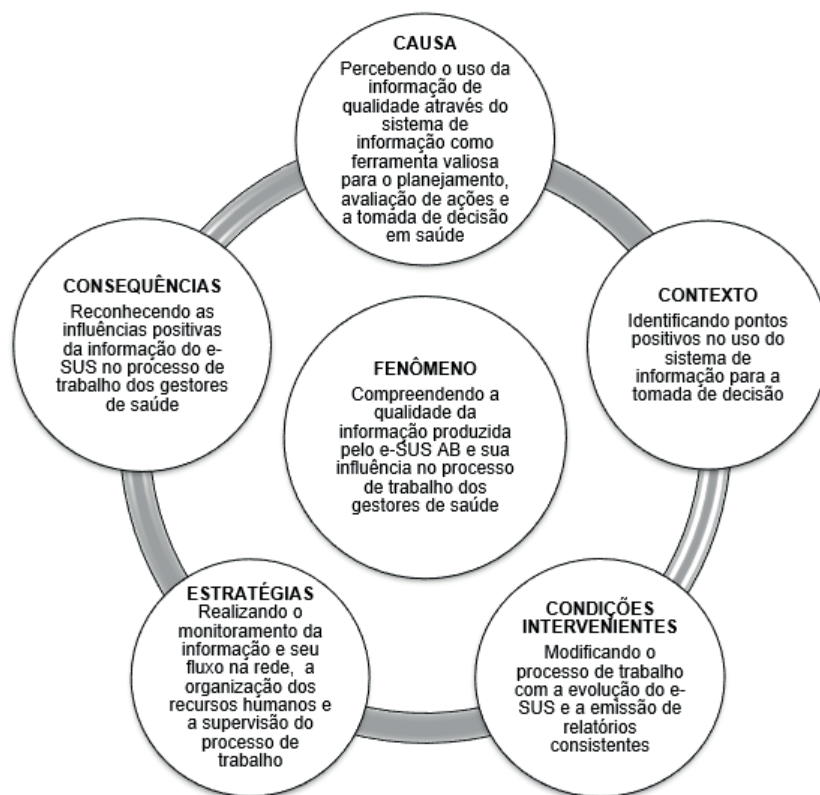 CAUSA
Percebendo o uso da
informação de
qualidade através do
sistema de
informação como
ferramenta valiosa
para o planejamento,
avaliação de ações e
a tomada de decisão
em saúde
CONTEXTO
Identificando pontos
positivos no uso do
sistema de
informação para a
tomada de decisão
CONDIÇÕES
INTERVENIENTES
Modificando o
processo de trabalho
com a evolução do e-
SUS e a emissão de
relatórios
consistentes
ESTRATÉGIAS
Realizando o
monitoramento da
informação e seu
fluxo na rede, a
organização dos
recursos humanos e
a supervisão do
processo de
trabalho
CONSEQUÊNCIAS
Reconhecendo as
influências positivas
da informação do e-
SUS no processo de
trabalho dos gestores
de saúde
FENÔMENO
Compreendendo a
qualidade da
informação produzida
pelo e-SUS AB e sua
influência no processo
de trabalho dos
gestores de saúde